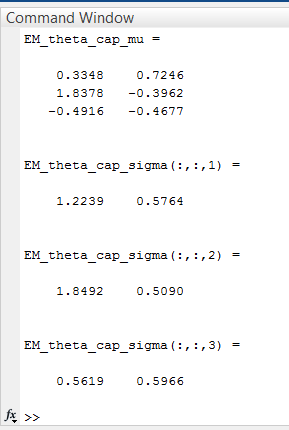 Command Window
EM_theta_cap_mu =
0.3348 0.7246
1.8378 -0.3962
-0.4916 -0.4677
EM_theta_cap_sigma(:,:,1) =
1.2239 0.5764
EM_theta_cap_sigma(:,:,2) =
1.8492 0.5090
EM_theta_cap_sigma(:,:,3) =
0.5619 0.5966
fx >>